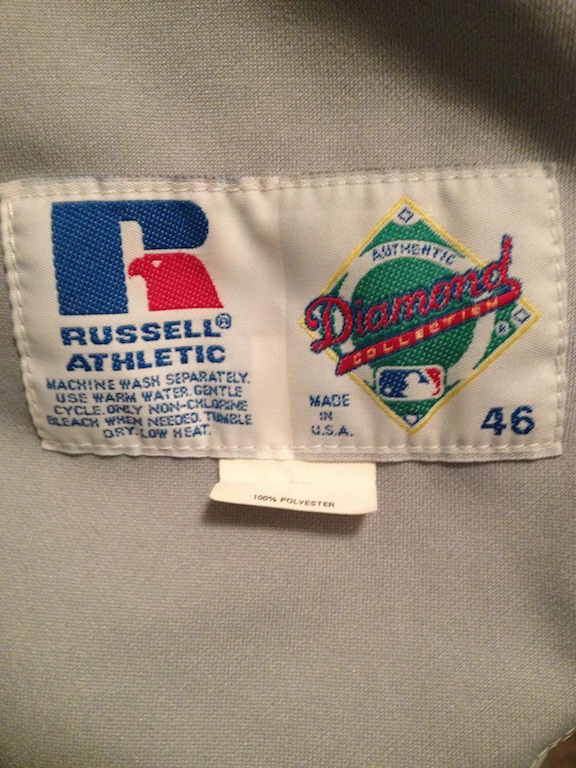 RUSSELL®
ATHLETIC
MACHINE WASH SEPARATELY.
USE WARM WATER. GENTLE
CYCLE. ONLY NON-CHLORINE
BLEACH WHEN NEEDED. TUMBLE
DRY-LOW HEAT.
AUTHENTIC
Diamond
COLLECTION
®
MADE
IN
U.S.A.
46
100% POLYESTER